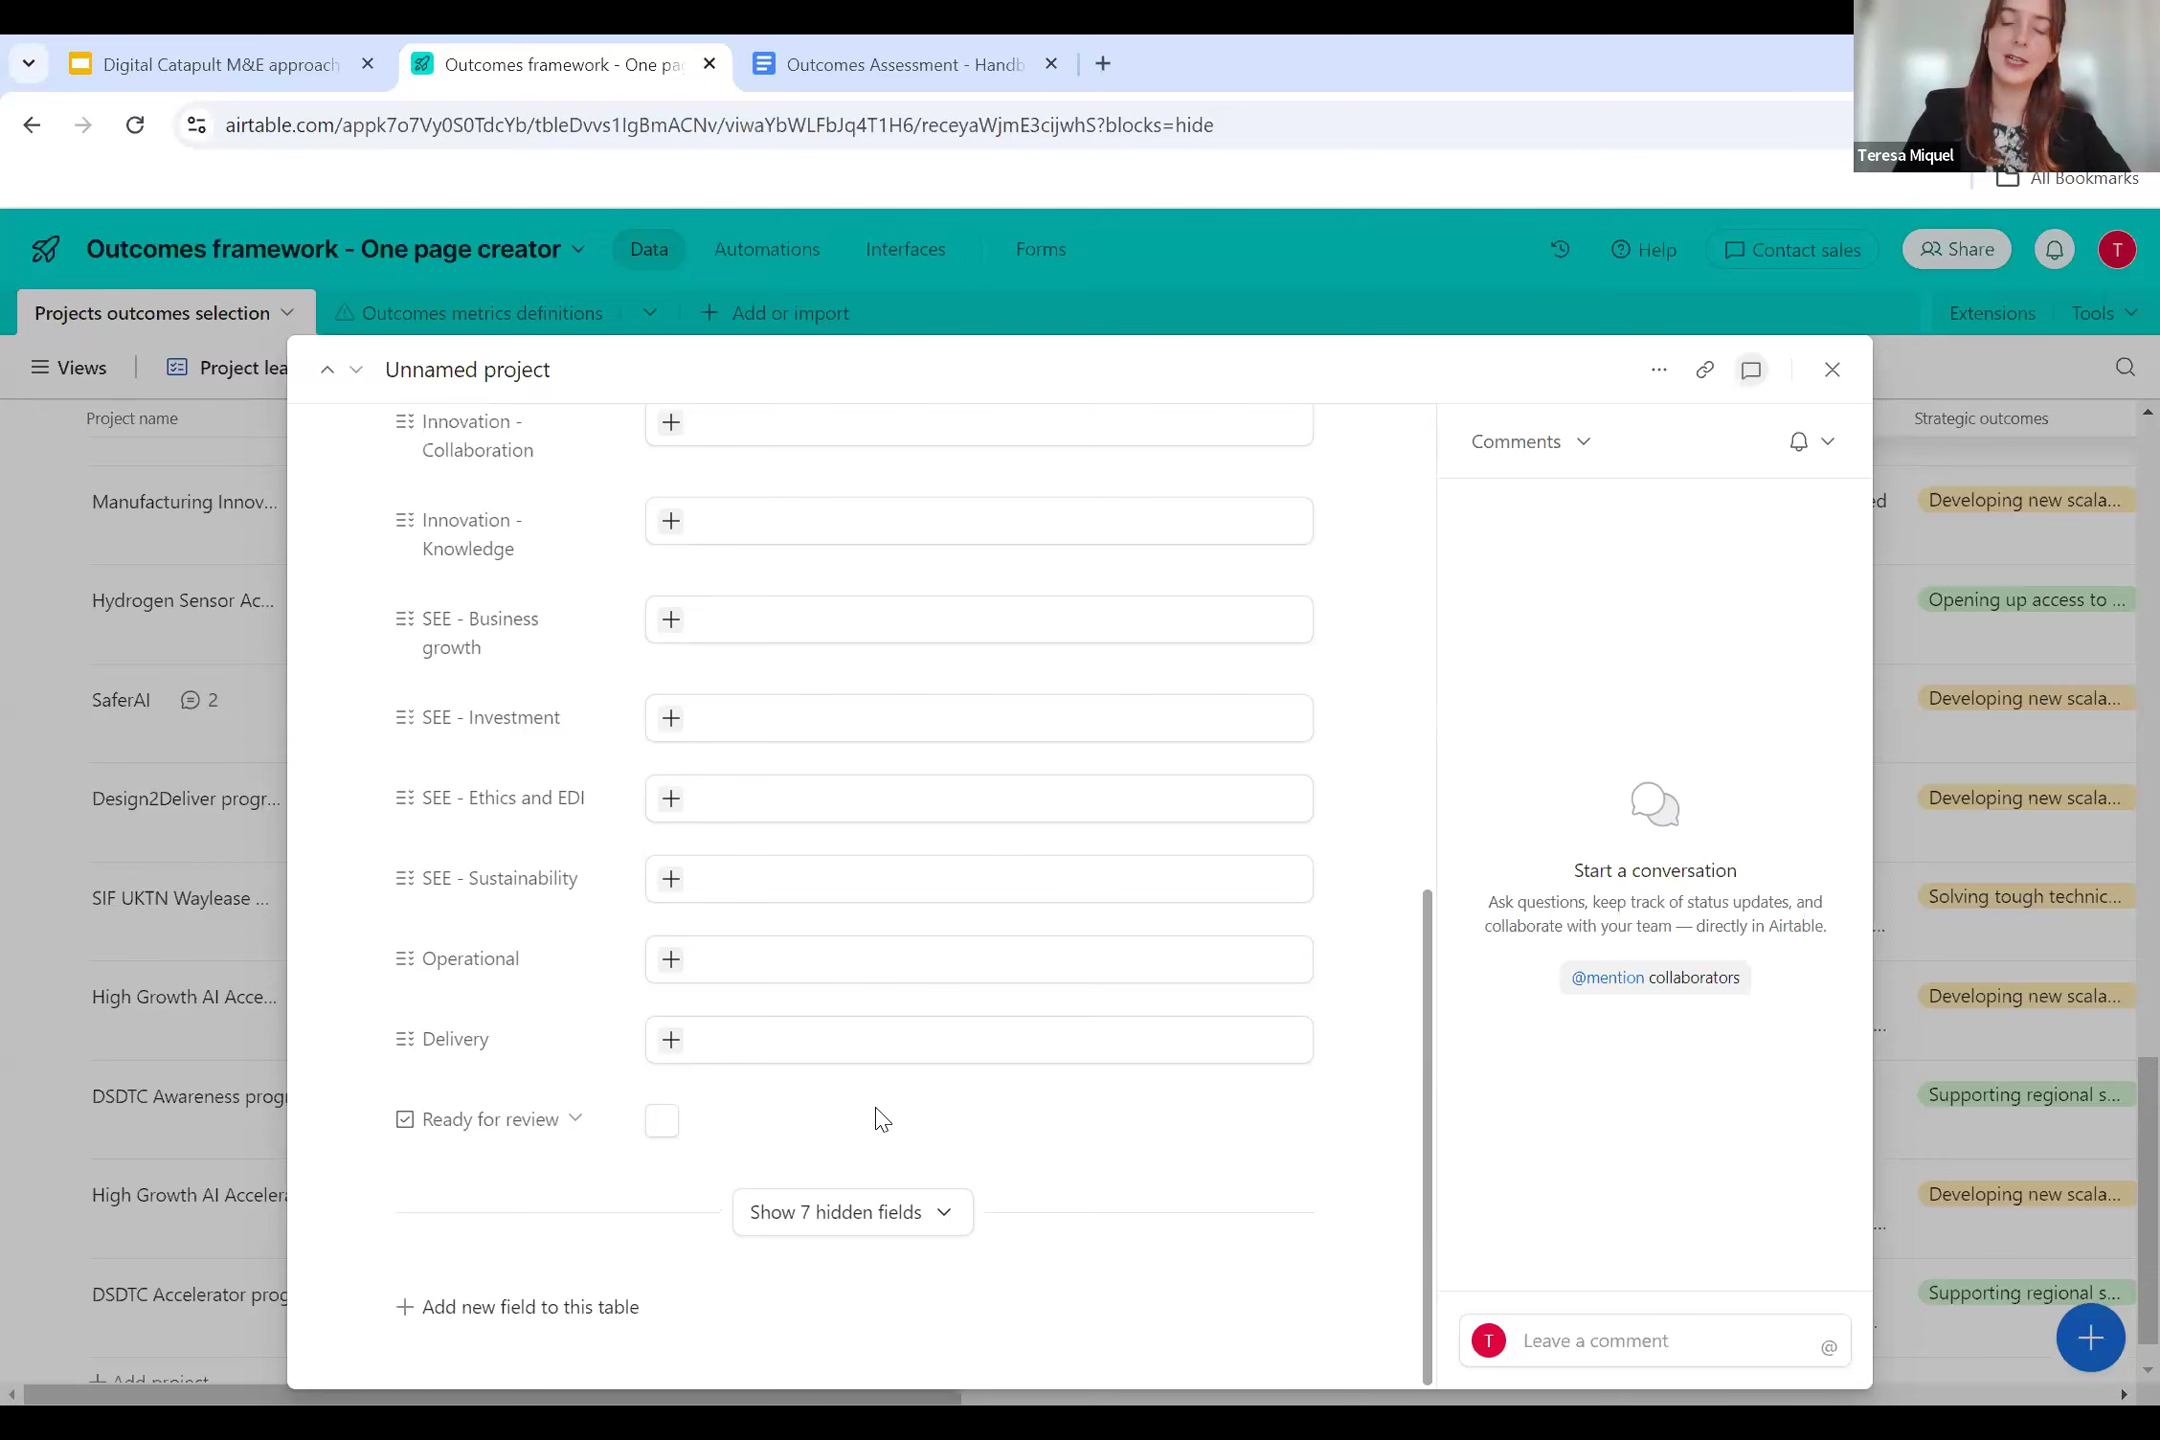 Digital Catapult M&E approach
Outcomes framework - One pa
Outcomes Assessment - Handb
airtable.com/appk7o7Vy0S0TdcYb/tbleDvvs1IgBmACNv/viwaYbWLFbJq4T1H6/receyaWjmE3cijwhS?blocks=hide
Teresa Miquel
All Bookmarks
Outcomes framework - One page creator
Data
Automations
Interfaces
Forms
Help
Contact sales
Share
T
Projects outcomes selection
Outcomes metrics definitions
Add or import
Extensions
Tools
Views
Project lea
Unnamed project
Project name
Strategic outcomes
Manufacturing Innov...
Hydrogen Sensor Ac...
SaferAI 2
Design2Deliver progr...
SIF UKTN Waylease ...
High Growth AI Acce...
DSDTC Awareness prog
High Growth AI Accelera
DSDTC Accelerator prog
Add project
Innovation -
Collaboration
Innovation -
Knowledge
SEE - Business
growth
SEE - Investment
SEE - Ethics and EDI
SEE - Sustainability
Operational
Delivery
Ready for review
Show 7 hidden fields
Add new field to this table
Comments
Start a conversation
Ask questions, keep track of status updates, and
collaborate with your team — directly in Airtable.
@mention collaborators
T
Leave a comment
@
ed
Developing new scala...
Opening up access to ...
Developing new scala...
Developing new scala...
Solving tough technic...
Developing new scala...
Supporting regional s...
Developing new scala...
Supporting regional s...